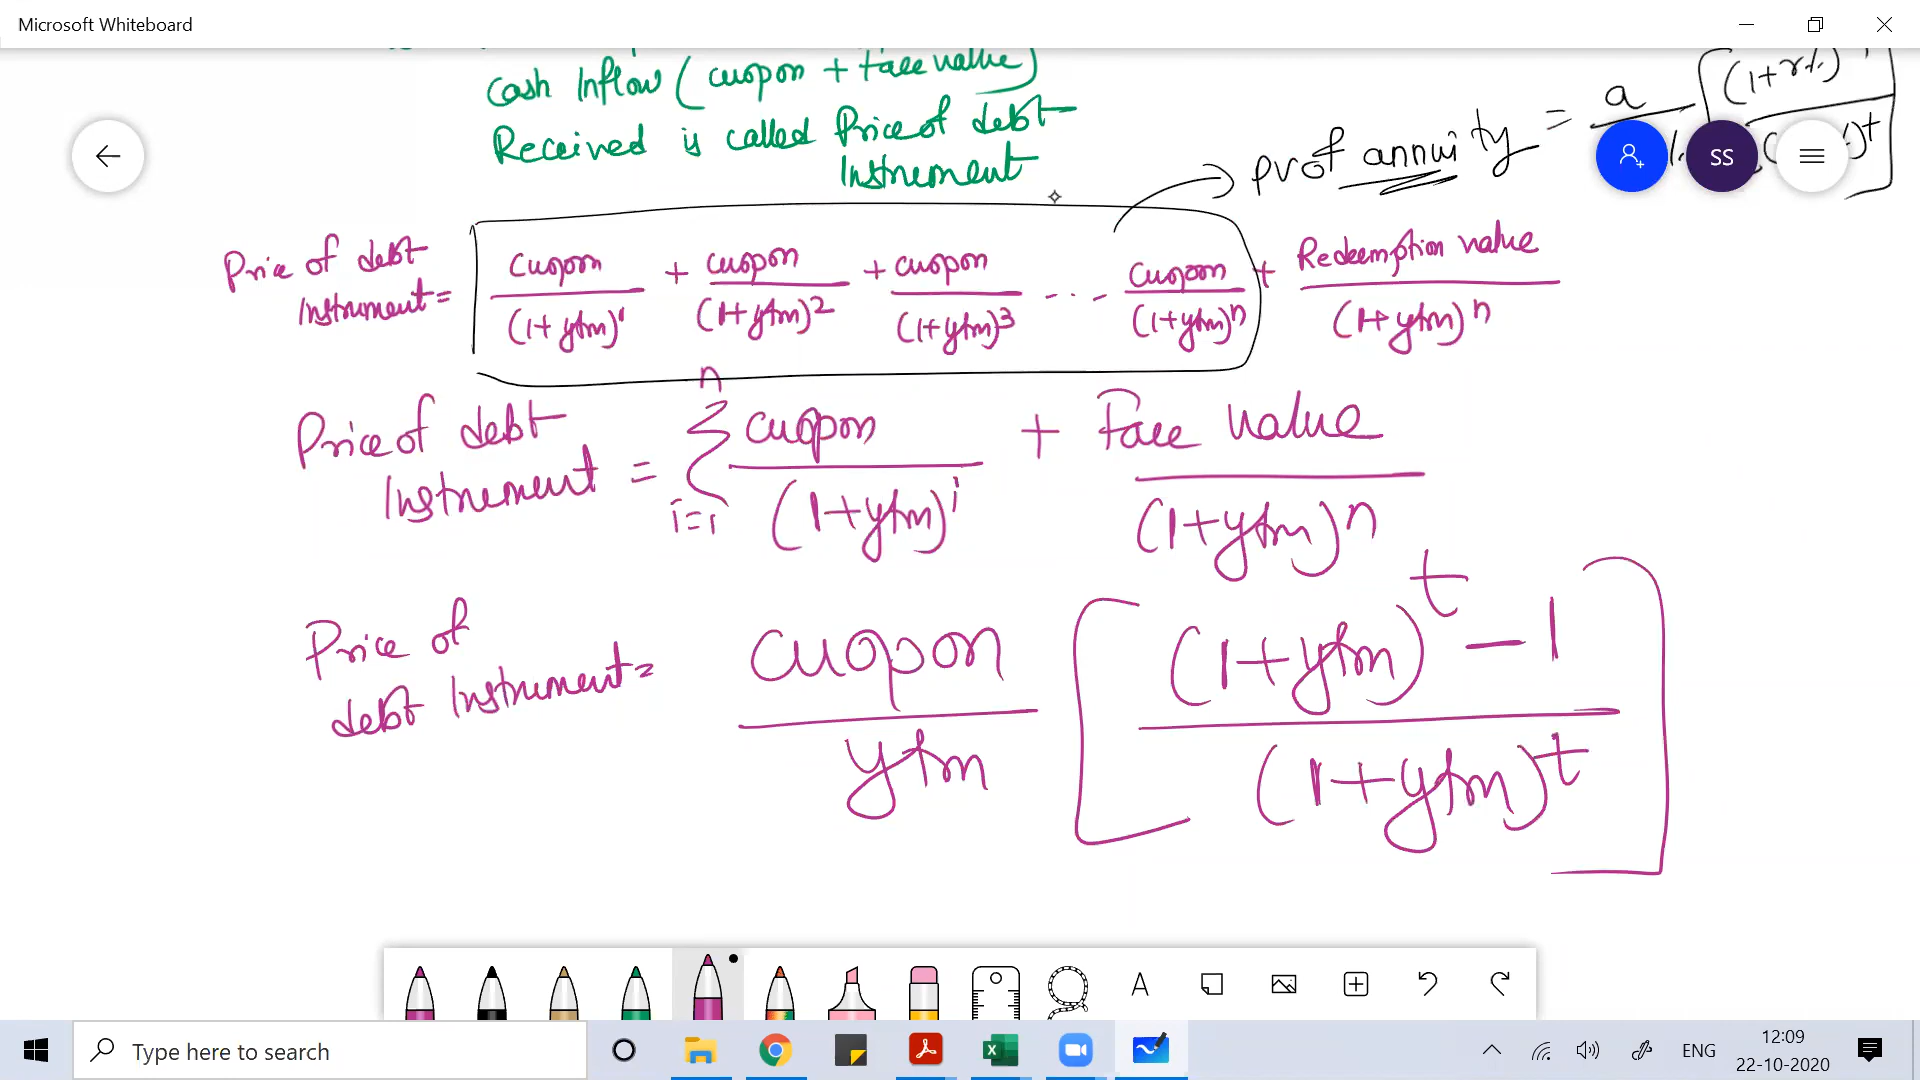 Microsoft Whiteboard
Cash Inflow (cuopon + Face value)
Received is called Price of debt
Instrument
pv of annuity = a [(1+r%)
)^t
SS
Price of debt
Instrument = cuopon/(1+ytm)^1 + cuopon/(1+ytm)^2 + cuopon/(1+ytm)^3 ... cuopon/(1+ytm)^n + Redemption value/(1+ytm)^n
Price of debt
Instrument = n Σ i=1 cuopon/(1+ytm)^i + Face value/(1+ytm)^n
Price of
debt Instrument = cuopon/ytm [(1+ytm)^t - 1/(1+ytm)^t]
A
Type here to search
ENG
12:09
22-10-2020